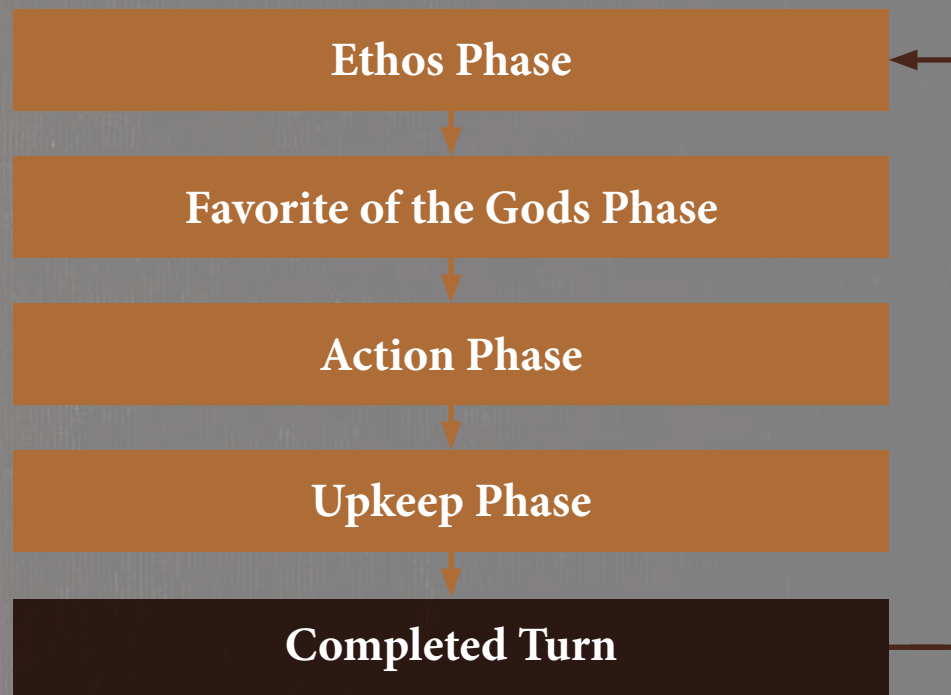 Ethos Phase
Favorite of the Gods Phase
Action Phase
Upkeep Phase
Completed Turn